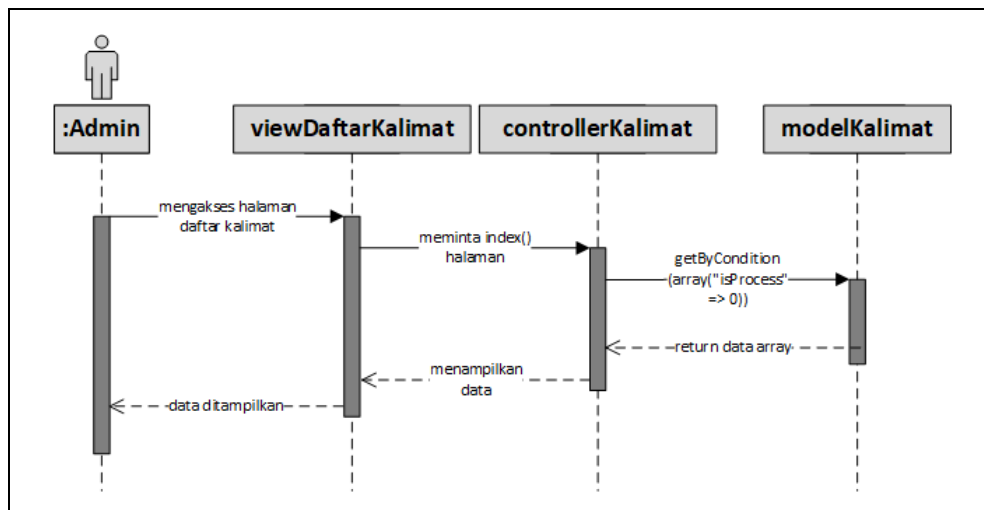 :Admin
viewDaftarKalimat
controllerKalimat
modelKalimat
mengakses halaman
daftar kalimat
meminta index()
halaman
getByCondition
(array("isProcess"
=> 0))
return data array
menampilkan
data
data ditampilkan